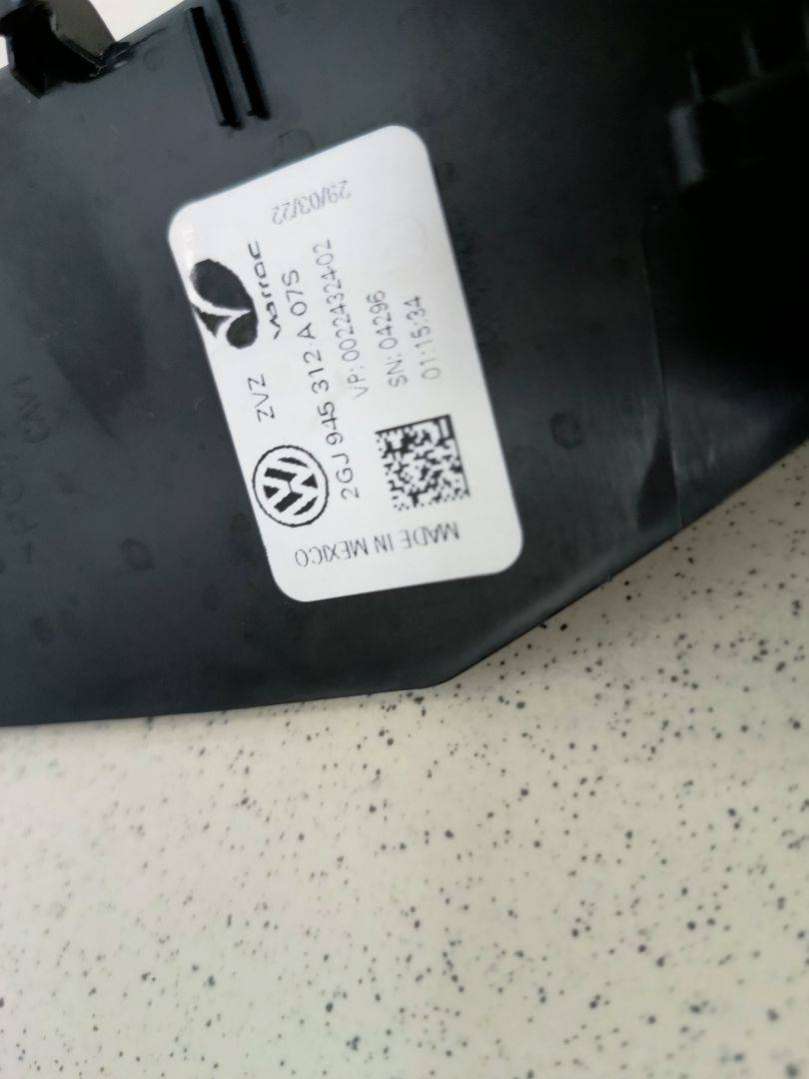 29/03/22
varroc
ZVZ
2GJ 945 312 A 07S
VP: 0022432402
SN: 04296
01:15:34
MADE IN MEXICO